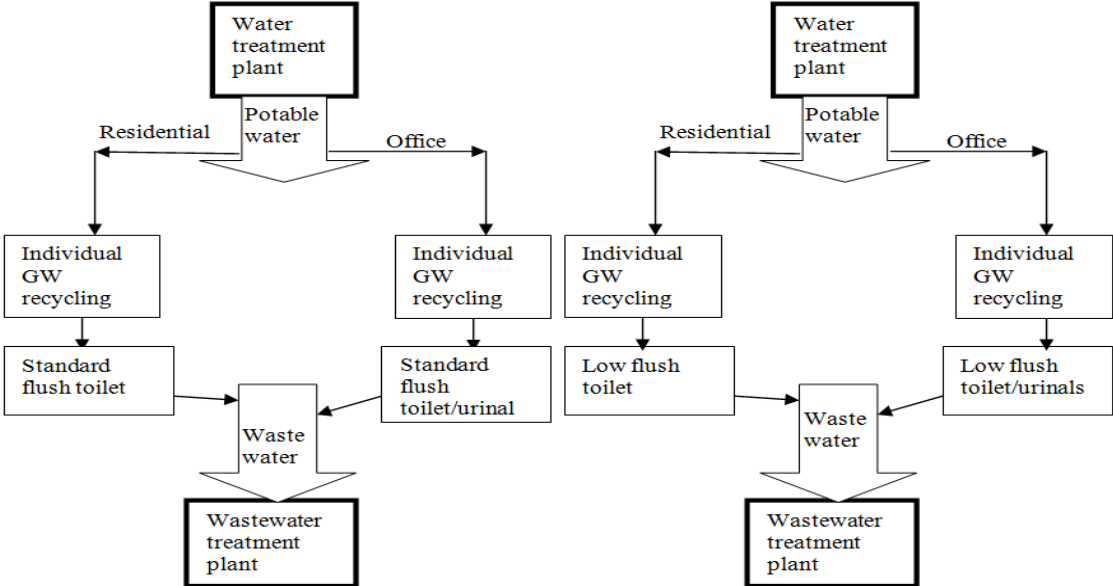 Water
treatment
plant
Potable
water
Residential
Office
Individual
GW
recycling
Individual
GW
recycling
Standard
flush toilet
Standard
flush
toilet/urinal
Waste
water
Wastewater
treatment
plant
Water
treatment
plant
Potable
water
Residential
Office
Individual
GW
recycling
Individual
GW
recycling
Low flush
toilet
Low flush
toilet/urinals
Waste
water
Wastewater
treatment
plant